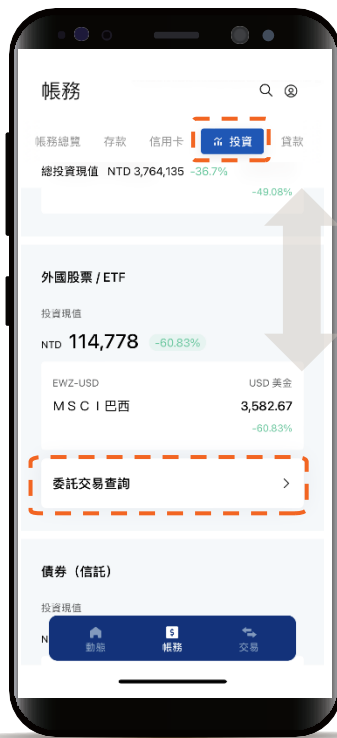 帳務
帳務總覽 存款 信用卡 投資 貸款
總投資現值 NTD 3,764,135 -36.7%
-49.08%
外國股票 / ETF
投資現值
NTD 114,778 -60.83%
EWZ-USD USD 美金
ＭＳＣＩ巴西 3,582.67
-60.83%
委託交易查詢
債券（信託）
投資現值
N
動態 帳務 交易